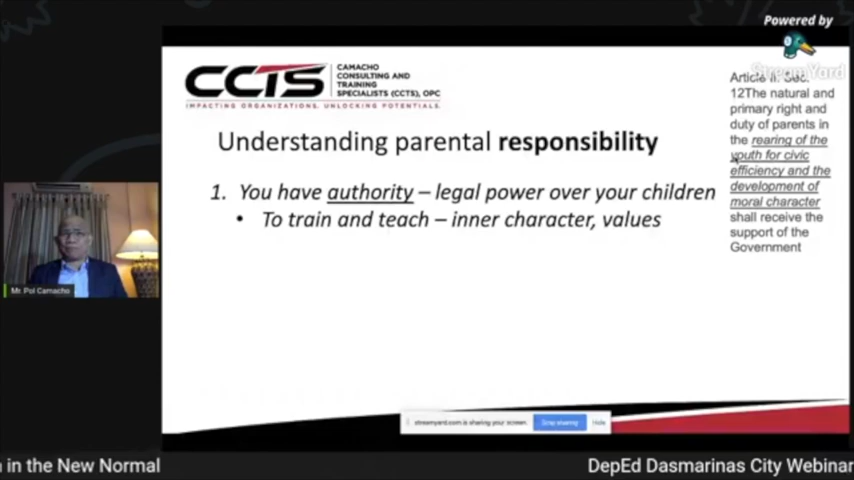 Powered by
StreamYard
CCTS
CAMACHO
CONSULTING AND
TRAINING
SPECIALISTS (CCTS), OPC
IMPACTING ORGANIZATIONS. UNLOCKING POTENTIALS.
Understanding parental responsibility
1. You have authority – legal power over your children
• To train and teach – inner character, values
Article II. Sec.
12The natural and
primary right and
duty of parents in
the rearing of the
youth for civic
efficiency and the
development of
moral character
shall receive the
support of the
Government
Mr. Pol Camacho
streamyard.com is sharing your screen.
Stop sharing
Hide
in the New Normal
DepEd Dasmarinas City Webinar